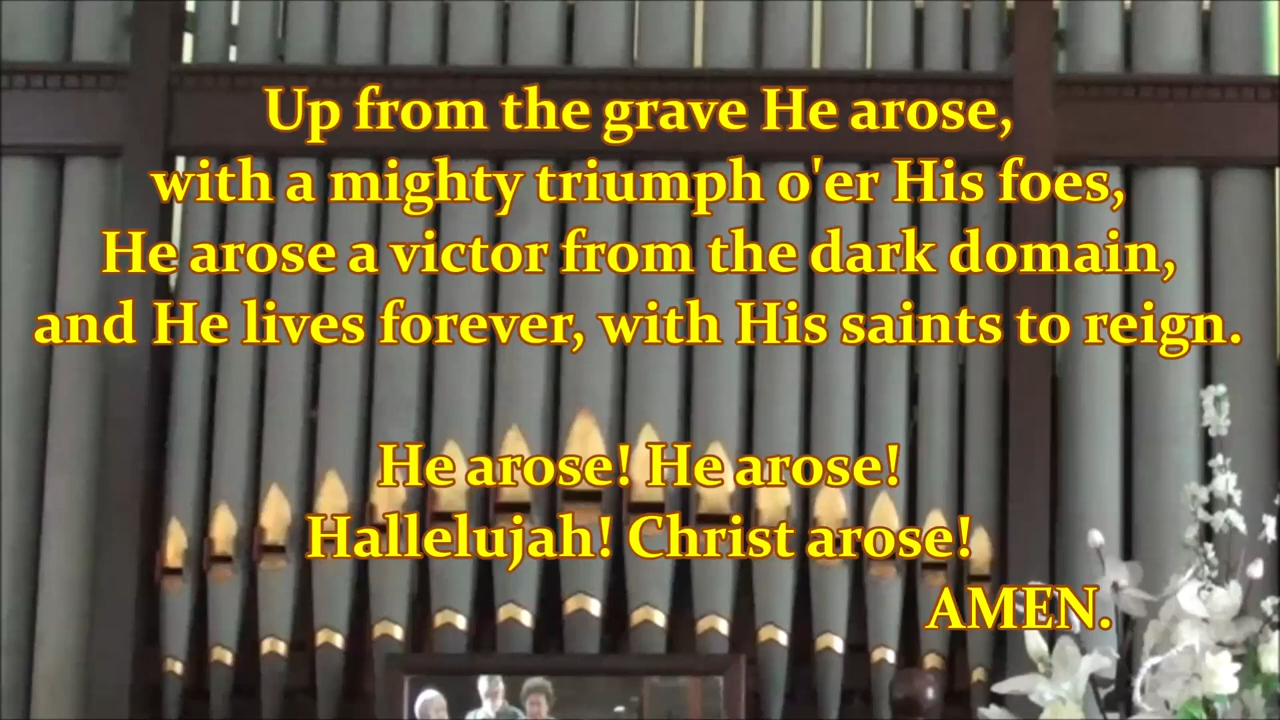 Up from the grave He arose,
with a mighty triumph o'er His foes,
He arose a victor from the dark domain,
and He lives forever, with His saints to reign.
He arose! He arose!
Hallelujah! Christ arose!
AMEN.